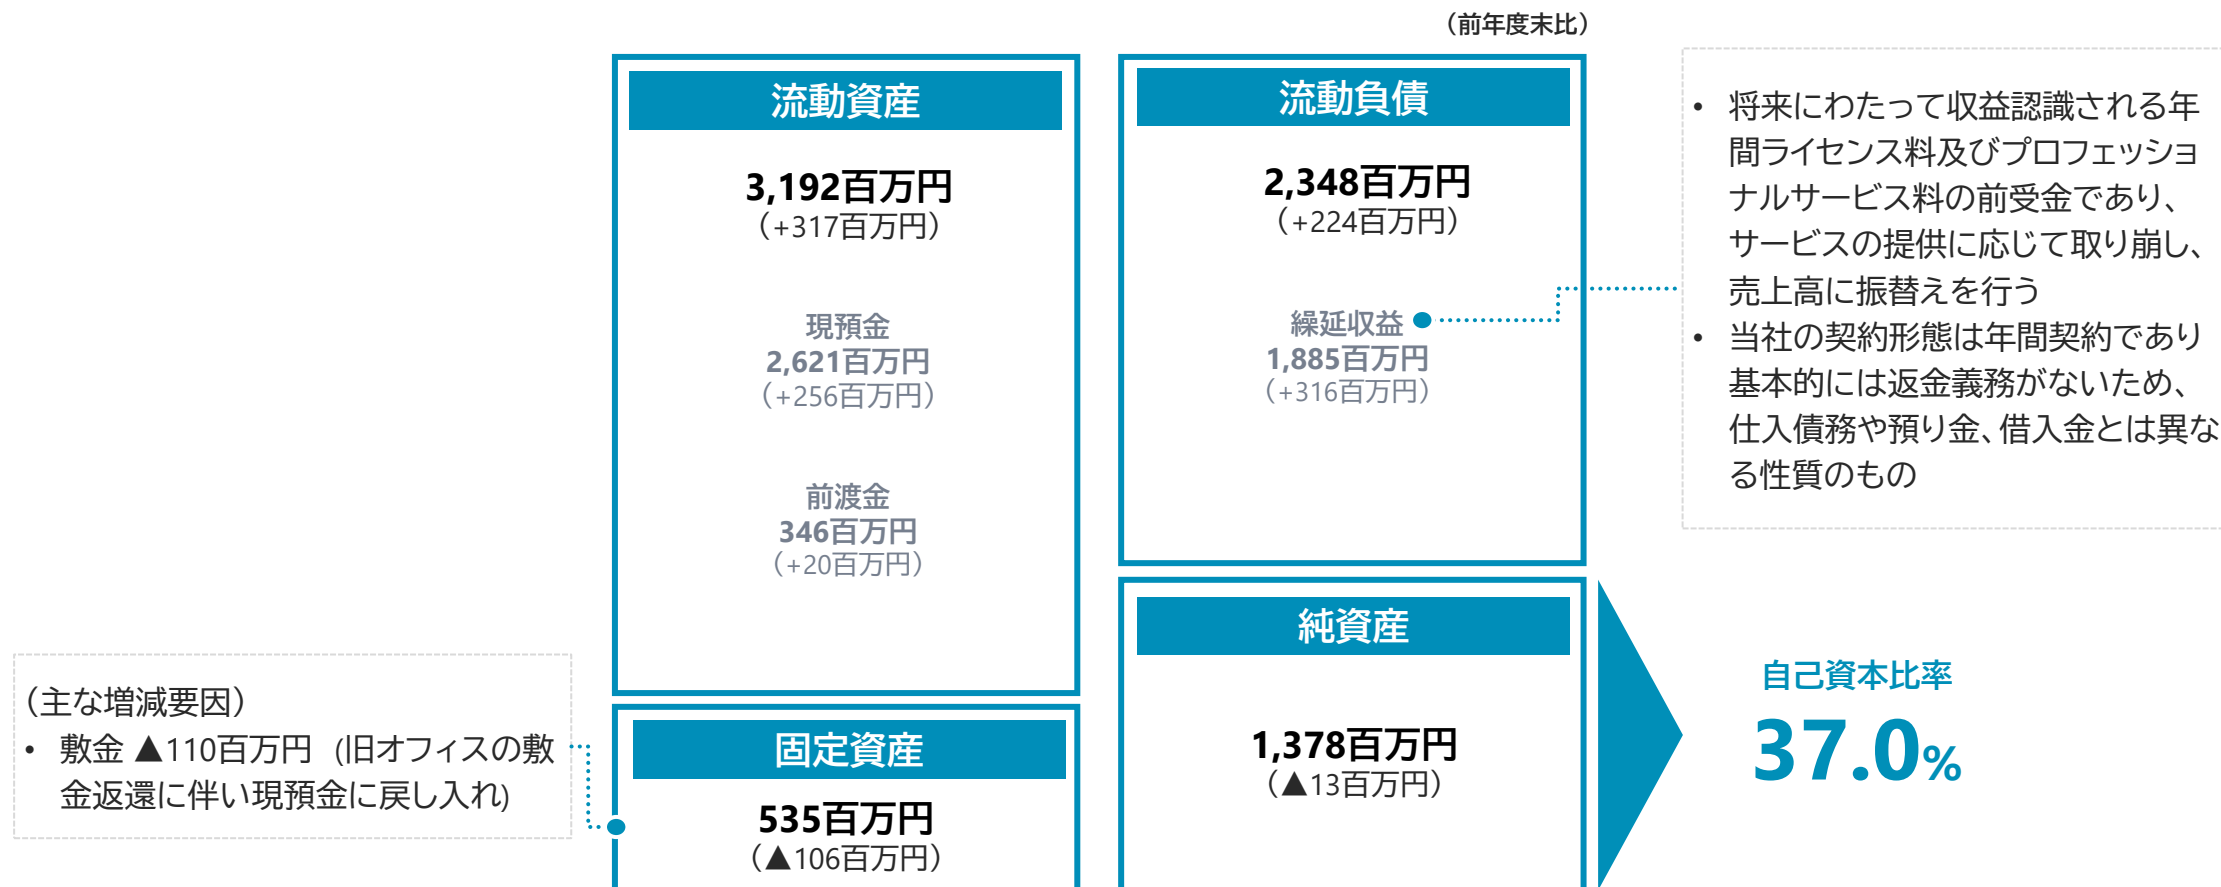 （前年度末比）
流動資産
3,192百万円
（+317百万円）
現預金
2,621百万円
（+256百万円）
前渡金
346百万円
（+20百万円）
流動負債
2,348百万円
（+224百万円）
繰延収益
1,885百万円
（+316百万円）
• 将来にわたって収益認識される年
間ライセンス料及びプロフェッショ
ナルサービス料の前受金であり、
サービスの提供に応じて取り崩し、
売上高に振替えを行う
• 当社の契約形態は年間契約であり
基本的には返金義務がないため、
仕入債務や預り金、借入金とは異な
る性質のもの
（主な増減要因）
• 敷金 ▲110百万円 (旧オフィスの敷
金返還に伴い現預金に戻し入れ)
固定資産
535百万円
（▲106百万円）
純資産
1,378百万円
（▲13百万円）
自己資本比率
37.0%